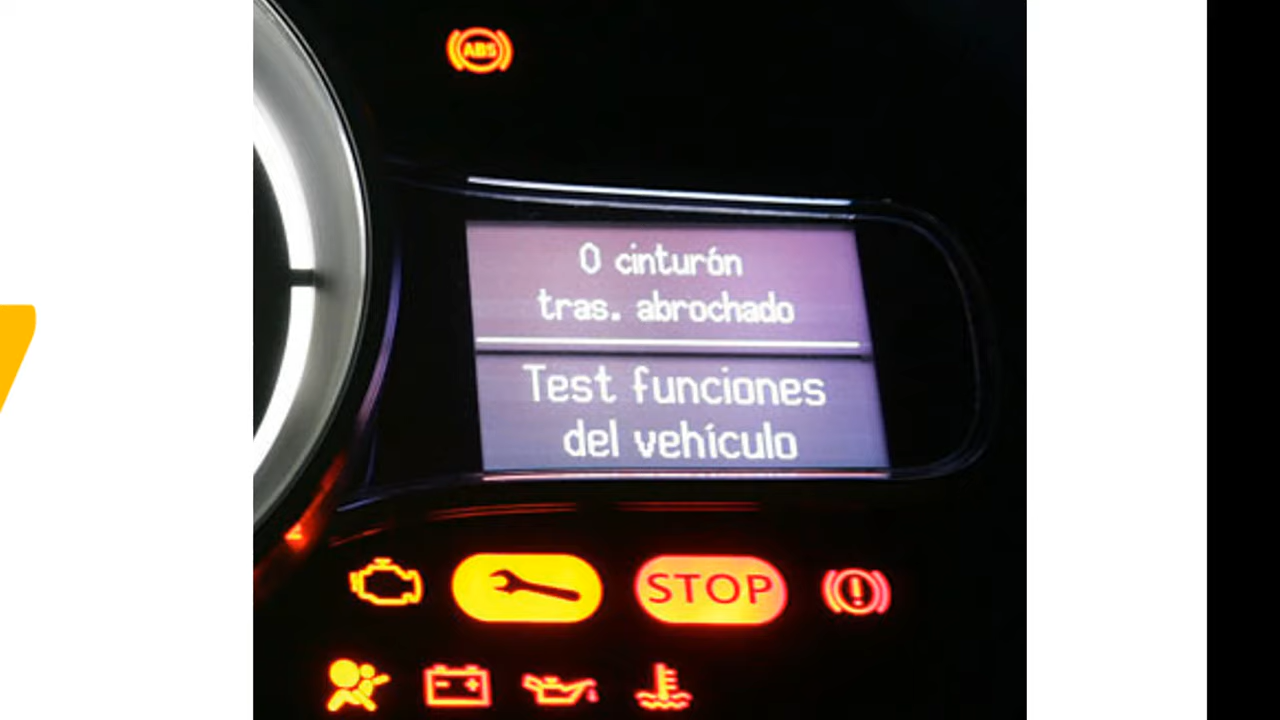 ABS
0 cinturón
tras. abrochado
Test funciones
del vehículo
STOP